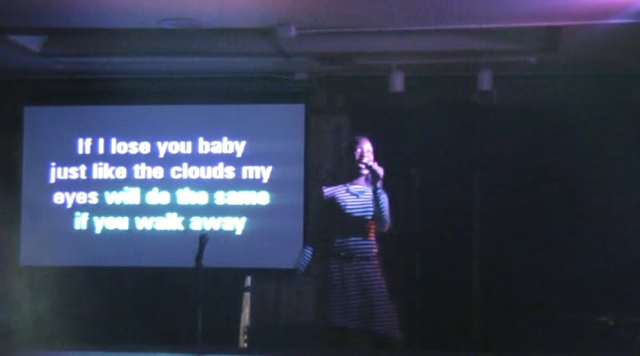 If I lose you baby
just like the clouds my
eyes will do the same
if you walk away